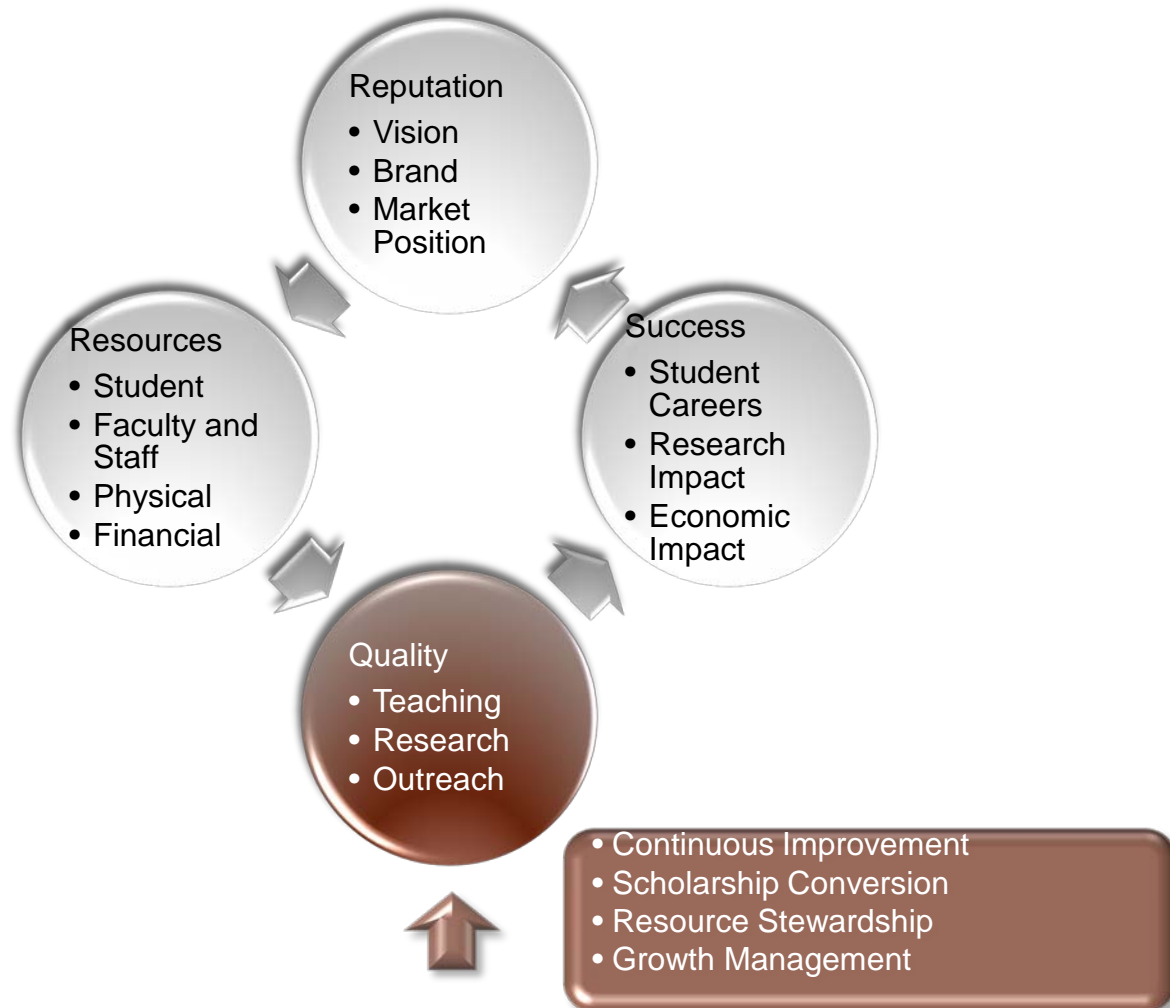 Reputation
• Vision
• Brand
• Market
Position
Resources
• Student
• Faculty and
Staff
• Physical
• Financial
Success
• Student
Careers
• Research
Impact
• Economic
Impact
Quality
• Teaching
• Research
• Outreach
• Continuous Improvement
• Scholarship Conversion
• Resource Stewardship
• Growth Management